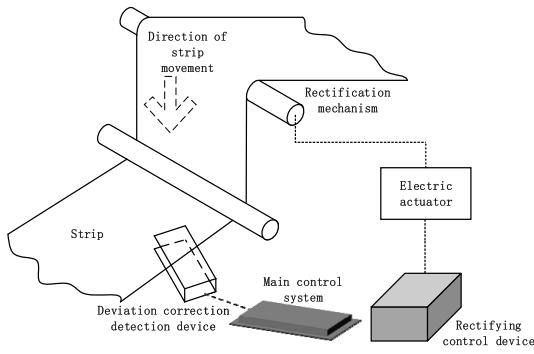 Direction of
strip
movement
Rectification
mechanism
Electric
actuator
Strip
Main control
system
Deviation correction
detection device
Rectifying
control device